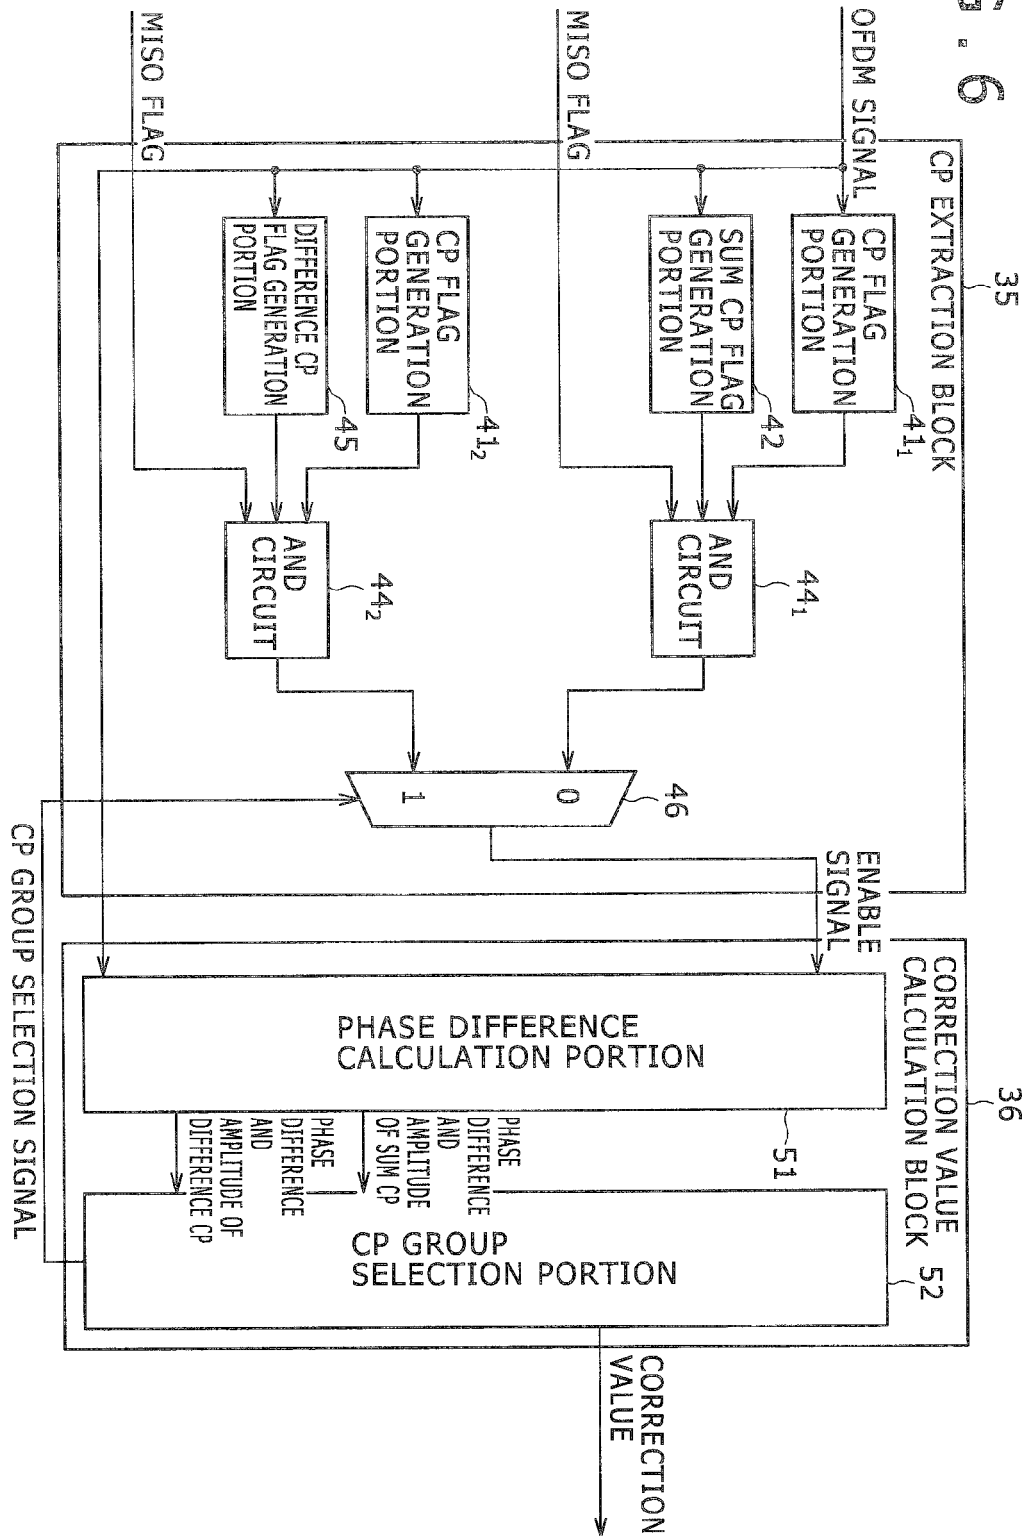 G. 6
CP EXTRACTION BLOCK
35
OFDM SIGNAL
CP FLAG
GENERATION
PORTION
41₁
SUM CP FLAG
GENERATION
PORTION
42
MISO FLAG
AND
CIRCUIT
44₁
CP FLAG
GENERATION
PORTION
41₂
DIFFERENCE CP
FLAG GENERATION
PORTION
45
MISO FLAG
AND
CIRCUIT
44₂
0
1
46
ENABLE
SIGNAL
CORRECTION VALUE
CALCULATION BLOCK
36
PHASE DIFFERENCE
CALCULATION PORTION
51
PHASE
DIFFERENCE
AND
AMPLITUDE
OF SUM CP
PHASE
DIFFERENCE
AND
AMPLITUDE OF
DIFFERENCE CP
CP GROUP
SELECTION PORTION
52
CORRECTION
VALUE
CP GROUP SELECTION SIGNAL